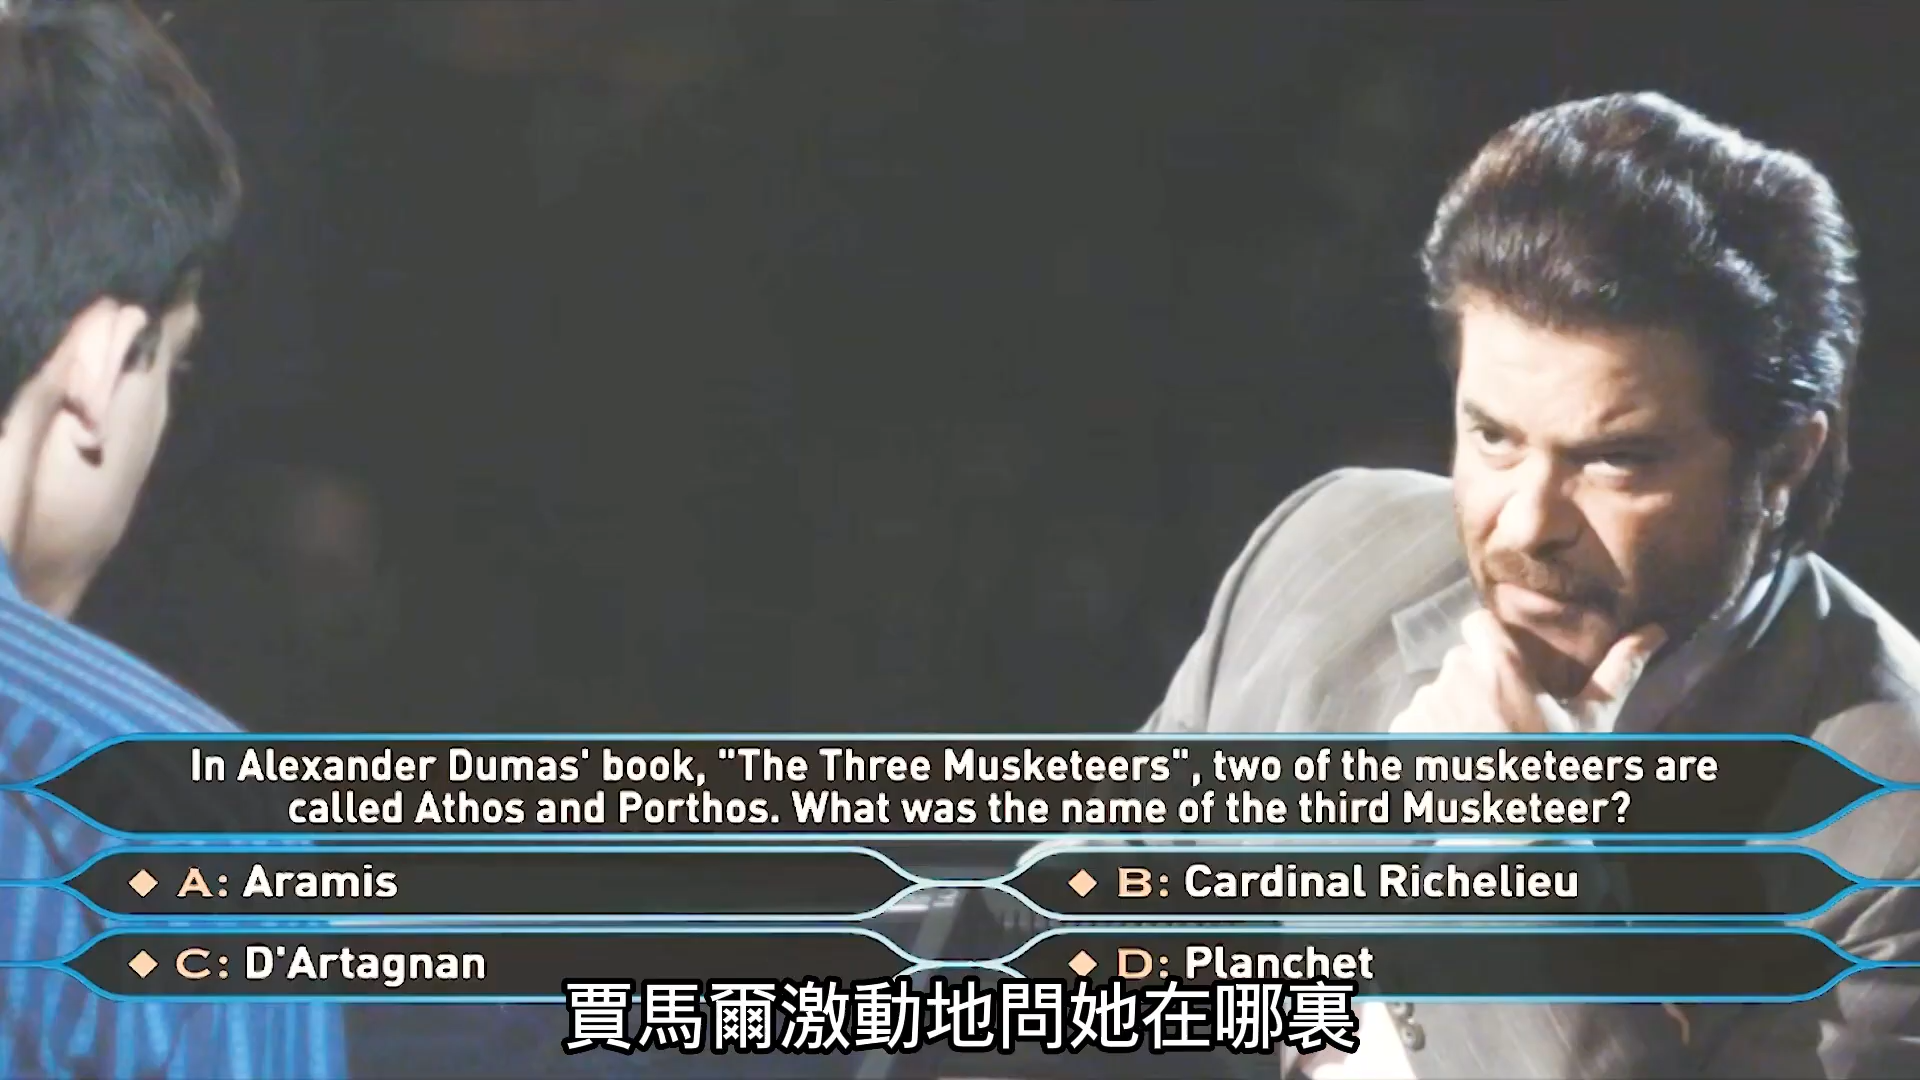 In Alexander Dumas' book, "The Three Musketeers", two of the musketeers are
called Athos and Porthos. What was the name of the third Musketeer?
A: Aramis
B: Cardinal Richelieu
C: D'Artagnan
D: Planchet
賈馬爾激動地問她在哪裏